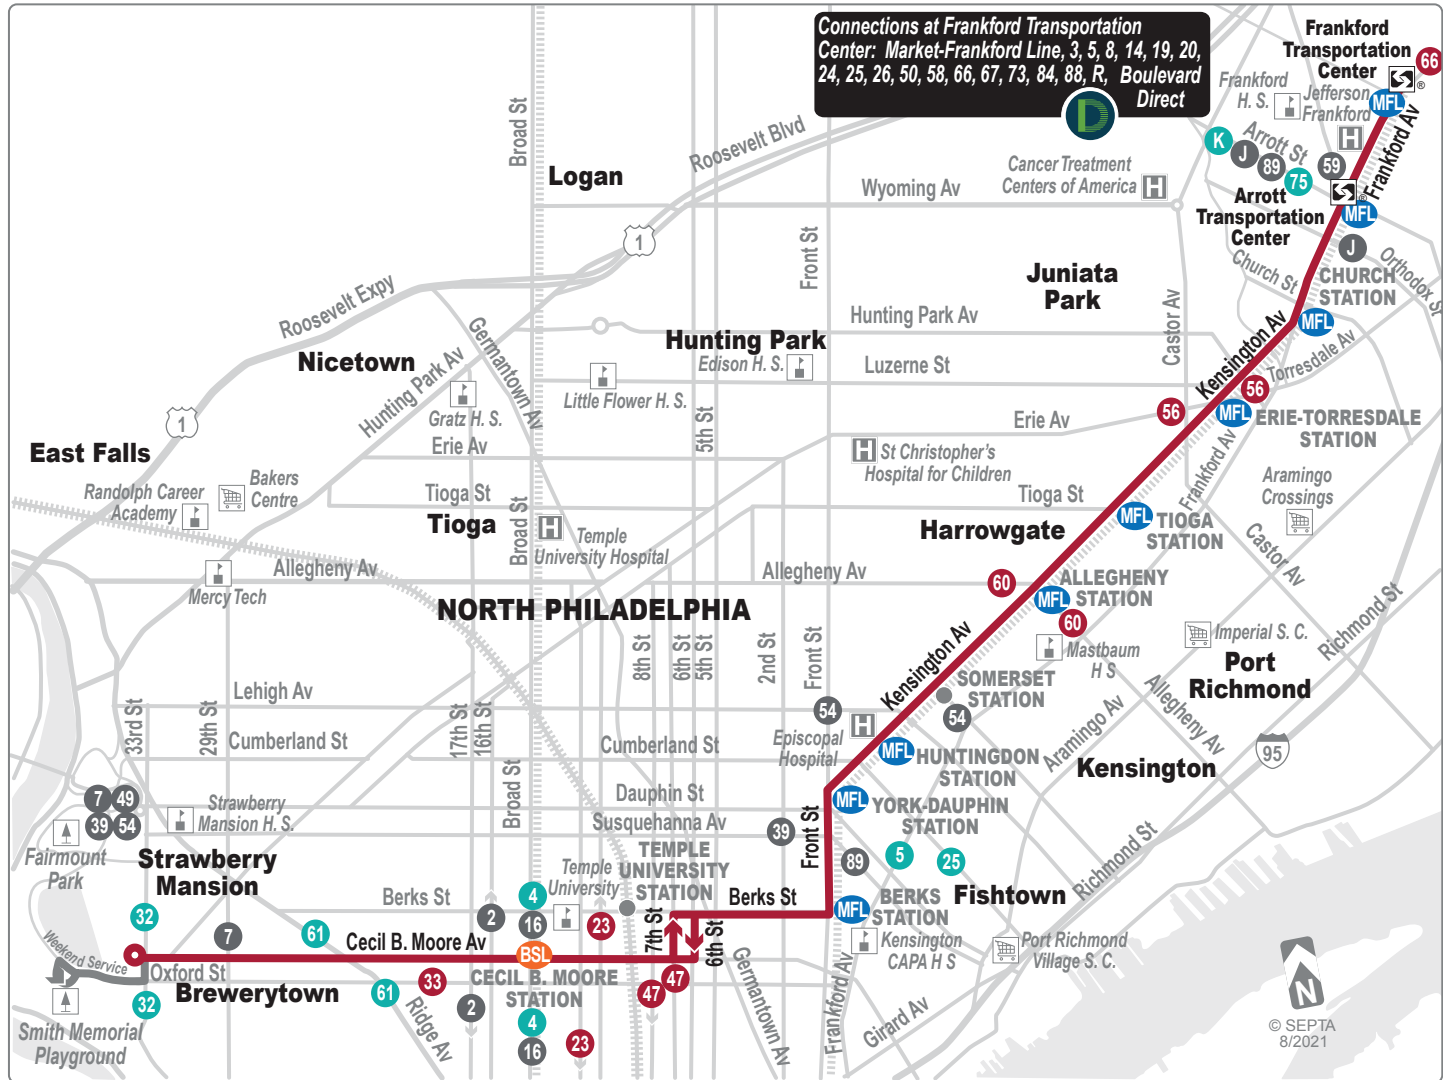 Connections at Frankford Transportation
Center: Market-Frankford Line, 3, 5, 8, 14, 19, 20,
24, 25, 26, 50, 58, 66, 67, 73, 84, 88, R, Boulevard
Direct
D
Frankford
Transportation
Center
66
MFL
®
Frankford
H. S.
Jefferson
Frankford
H
Frankford Av
K
J
89
75
59
Arrott St
Arrott
Transportation
Center
®
MFL
J
Orthodox St
Church St
CHURCH
STATION
MFL
Broad St
Roosevelt Blvd
Logan
Wyoming Av
Cancer Treatment
Centers of America
H
1
Front St
Juniata
Park
Castor Av
Roosevelt Expy
Germantown Av
Hunting Park Av
Hunting Park
Edison H. S.
Luzerne St
Kensington Av
Torresdale Av
Nicetown
Hunting Park Av
Gratz H. S.
Little Flower H. S.
5th St
Erie Av
56
56
MFL
ERIE-TORRESDALE
STATION
1
East Falls
Erie Av
H
St Christopher's
Hospital for Children
Frankford Av
Aramingo
Crossings
Randolph Career
Academy
Bakers
Centre
Tioga St
Tioga
Broad St
H
Temple
University Hospital
Tioga St
Harrowgate
MFL
TIOGA
STATION
Castor Av
Allegheny Av
Mercy Tech
Allegheny Av
60
MFL
ALLEGHENY
STATION
60
Mastbaum
H S
Imperial S. C.
Richmond St
NORTH PHILADELPHIA
8th St
6th St
5th St
2nd St
Front St
Kensington Av
Port
Richmond
Allegheny Av
SOMERSET
STATION
54
Lehigh Av
33rd St
29th St
17th St
16th St
54
H
Episcopal
Hospital
Aramingo Av
95
Cumberland St
Cumberland St
MFL
HUNTINGDON
STATION
Kensington
Broad St
7
49
39
54
Fairmount
Park
Strawberry
Mansion H. S.
Dauphin St
Susquehanna Av
39
Front St
MFL
YORK-DAUPHIN
STATION
Strawberry
Mansion
Temple
University
TEMPLE
UNIVERSITY
STATION
89
5
25
Richmond St
Berks St
4
2
16
23
Berks St
MFL
BERKS
STATION
Fishtown
32
7
61
Cecil B. Moore Av
BSL
7th St
6th St
Kensington
CAPA H S
Port Richmond
Village S. C.
Weekend Service
Oxford St
Brewerytown
33
CECIL B. MOORE
STATION
47
47
Germantown Av
Frankford Av
32
61
2
4
16
23
Ridge Av
Girard Av
Smith Memorial
Playground
N
© SEPTA
8/2021